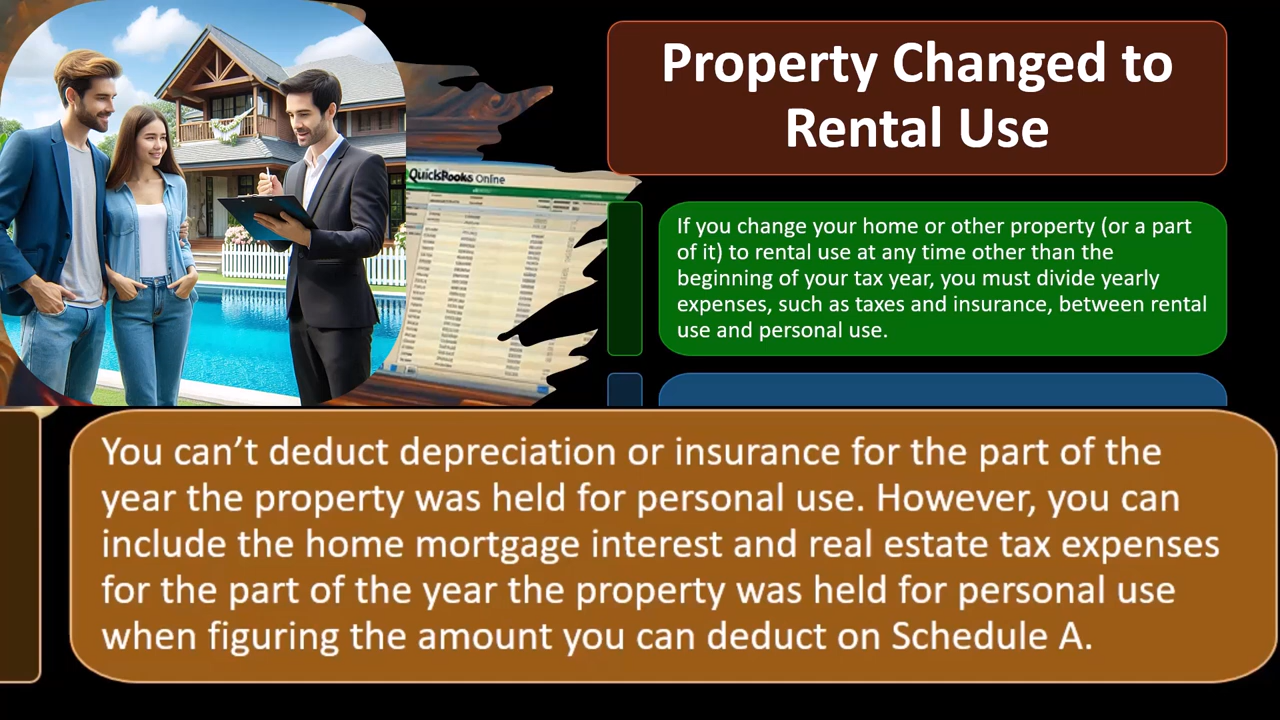 Property Changed to
Rental Use
QuickRooks Online
If you change your home or other property (or a part
of it) to rental use at any time other than the
beginning of your tax year, you must divide yearly
expenses, such as taxes and insurance, between rental
use and personal use.
You can’t deduct depreciation or insurance for the part of the
year the property was held for personal use. However, you can
include the home mortgage interest and real estate tax expenses
for the part of the year the property was held for personal use
when figuring the amount you can deduct on Schedule A.